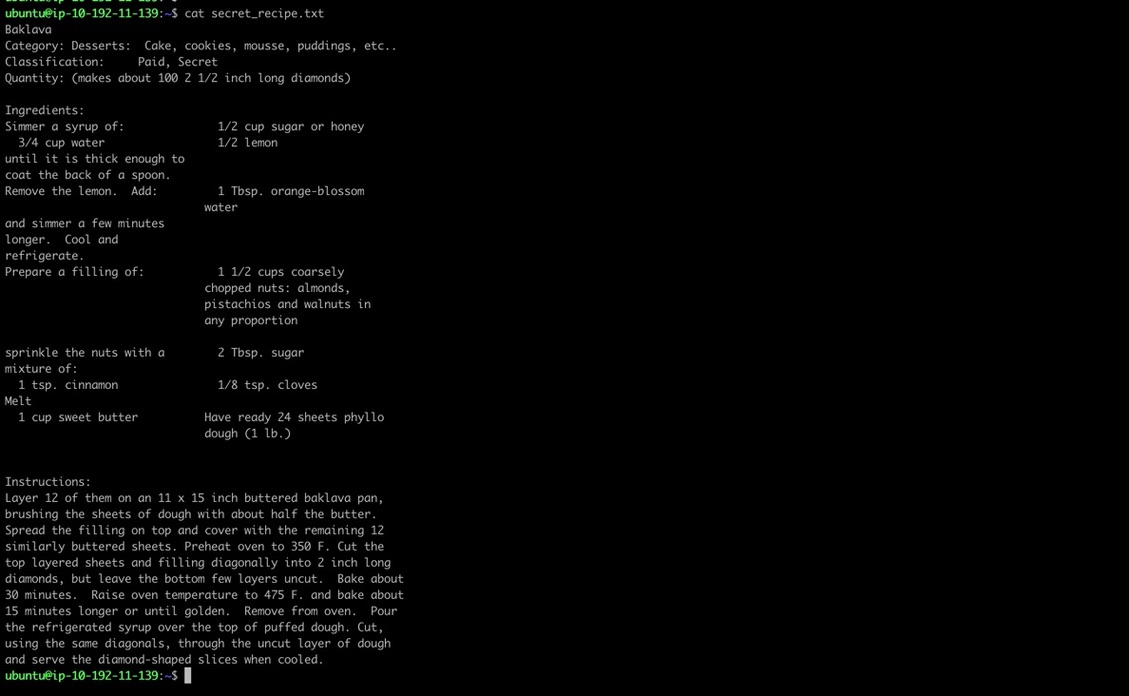 ubuntu@ip-10-192-11-139:~$ cat secret_recipe.txt
Baklava
Category: Desserts:  Cake, cookies, mousse, puddings, etc..
Classification:     Paid, Secret
Quantity: (makes about 100 2 1/2 inch long diamonds)

Ingredients:
Simmer a syrup of:              1/2 cup sugar or honey
  3/4 cup water                 1/2 lemon
until it is thick enough to
coat the back of a spoon.
Remove the lemon.  Add:         1 Tbsp. orange-blossom
                              water
and simmer a few minutes
longer.  Cool and
refrigerate.
Prepare a filling of:           1 1/2 cups coarsely
                              chopped nuts: almonds,
                              pistachios and walnuts in
                              any proportion

sprinkle the nuts with a        2 Tbsp. sugar
mixture of:
  1 tsp. cinnamon               1/8 tsp. cloves
Melt
  1 cup sweet butter          Have ready 24 sheets phyllo
                              dough (1 lb.)


Instructions:
Layer 12 of them on an 11 x 15 inch buttered baklava pan,
brushing the sheets of dough with about half the butter.
Spread the filling on top and cover with the remaining 12
similarly buttered sheets. Preheat oven to 350 F. Cut the
top layered sheets and filling diagonally into 2 inch long
diamonds, but leave the bottom few layers uncut.  Bake about
30 minutes.  Raise oven temperature to 475 F. and bake about
15 minutes longer or until golden.  Remove from oven.  Pour
the refrigerated syrup over the top of puffed dough. Cut,
using the same diagonals, through the uncut layer of dough
and serve the diamond-shaped slices when cooled.
ubuntu@ip-10-192-11-139:~$